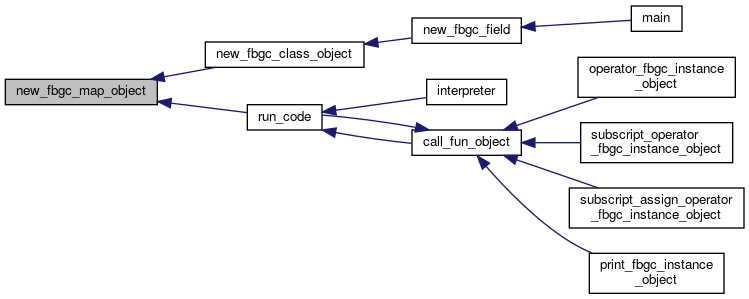 main
new_fbgc_field
new_fbgc_class_object
new_fbgc_map_object
operator_fbgc_instance
_object
interpreter
run_code
call_fun_object
subscript_operator
_fbgc_instance_object
subscript_assign_operator
_fbgc_instance_object
print_fbgc_instance
_object